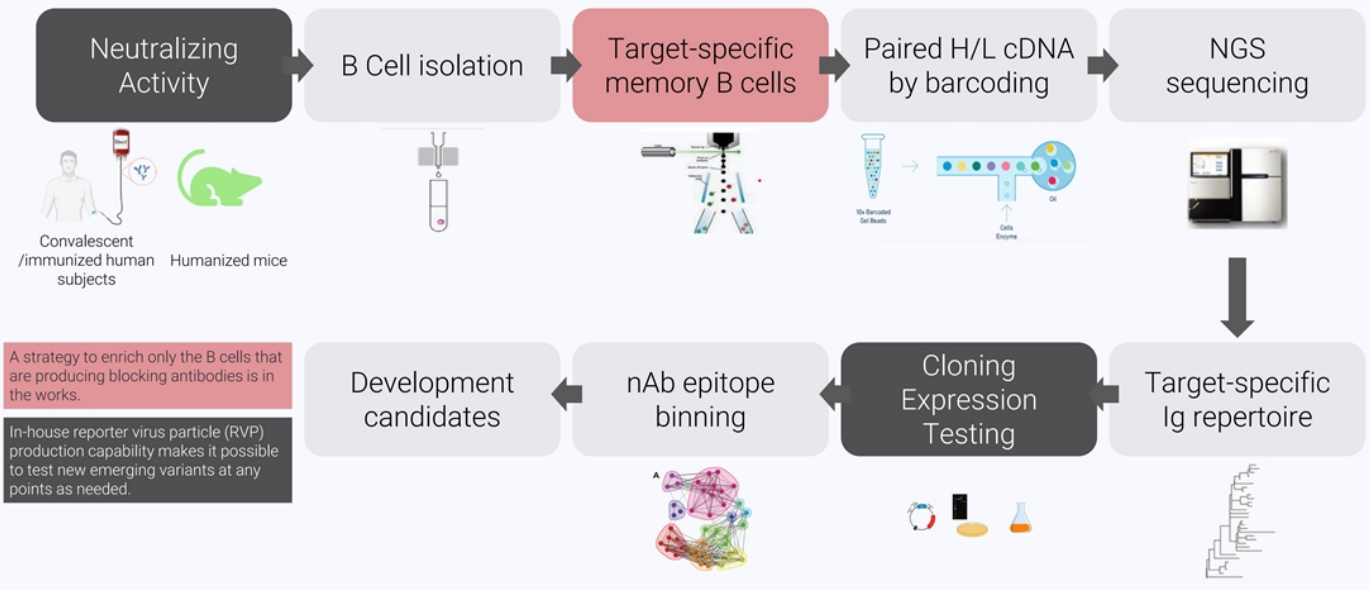 Neutralizing
Activity
B Cell isolation
Target-specific
memory B cells
Paired H/L cDNA
by barcoding
NGS
sequencing
Convalescent
/immunized human
subjects
Humanized mice
10x Barcoded
Gel Beads
Cells
Enzyme
Oil
A strategy to enrich only the B cells that
are producing blocking antibodies is in
the works.
In-house reporter virus particle (RVP)
production capability makes it possible
to test new emerging variants at any
points as needed.
Development
candidates
nAb epitope
binning
Cloning
Expression
Testing
Target-specific
Ig repertoire
A